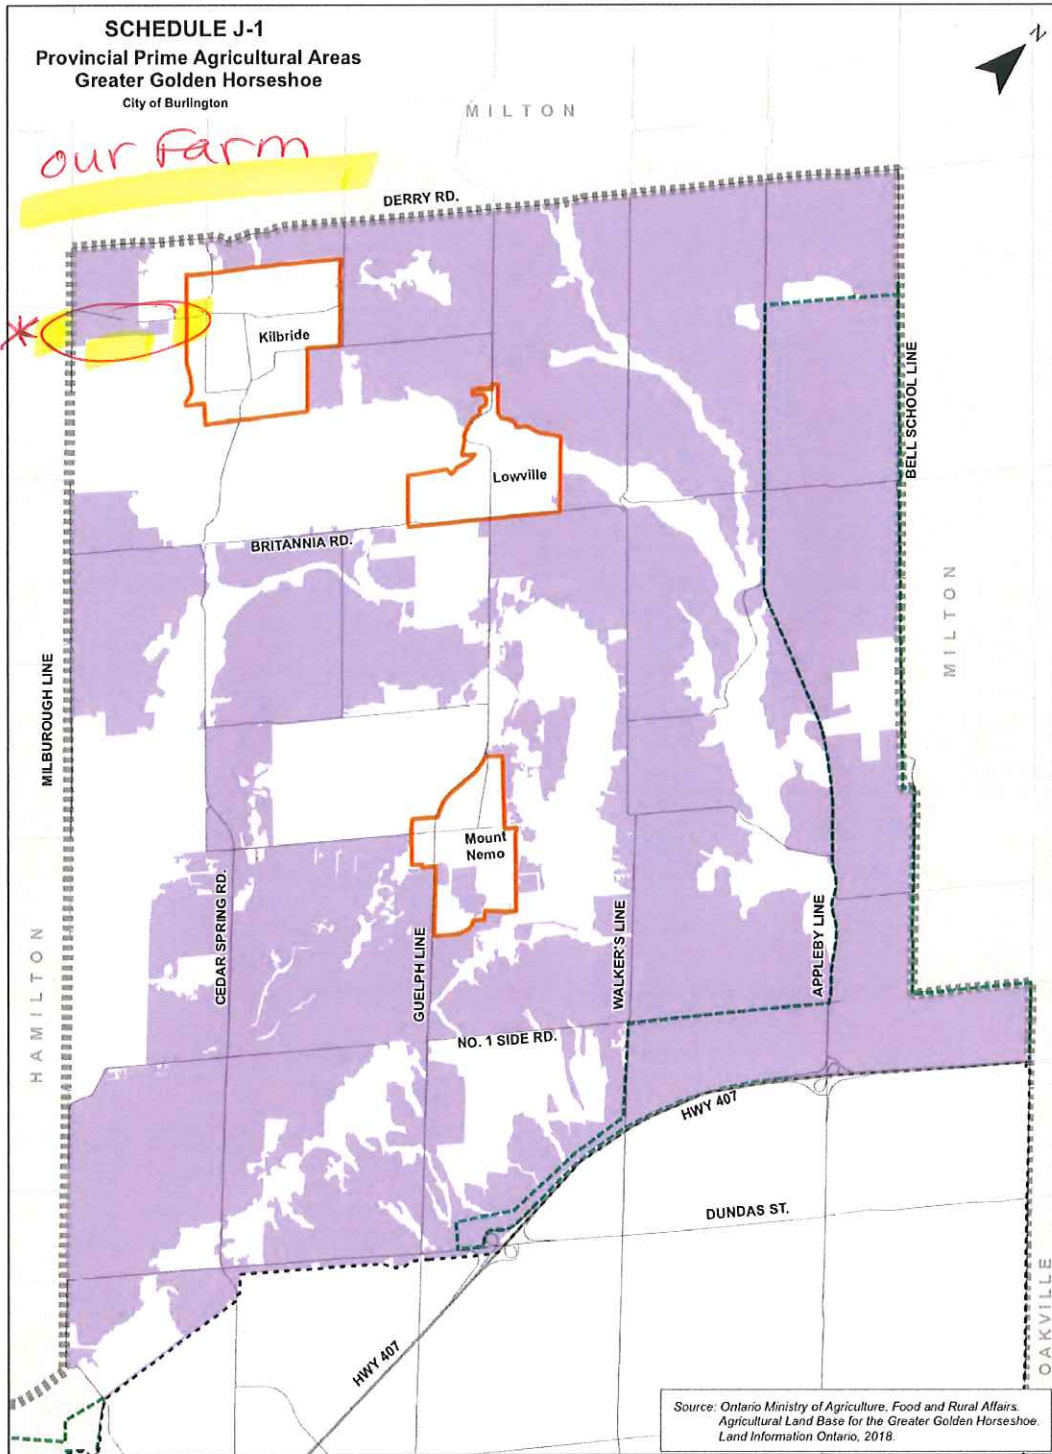 SCHEDULE J-1
Provincial Prime Agricultural Areas
Greater Golden Horseshoe
City of Burlington
N
MILTON
our Farm
DERRY RD.
*
Kilbride
BELL SCHOOL LINE
Lowville
BRITANNIA RD.
MILTON
MILBUROUGH LINE
Mount
Nemo
CEDAR SPRING RD.
GUELPH LINE
WALKER'S LINE
APPLEBY LINE
HAMILTON
NO. 1 SIDE RD.
HWY 407
DUNDAS ST.
OAKVILLE
HWY 407
Source: Ontario Ministry of Agriculture, Food and Rural Affairs.
Agricultural Land Base for the Greater Golden Horseshoe.
Land Information Ontario, 2018.